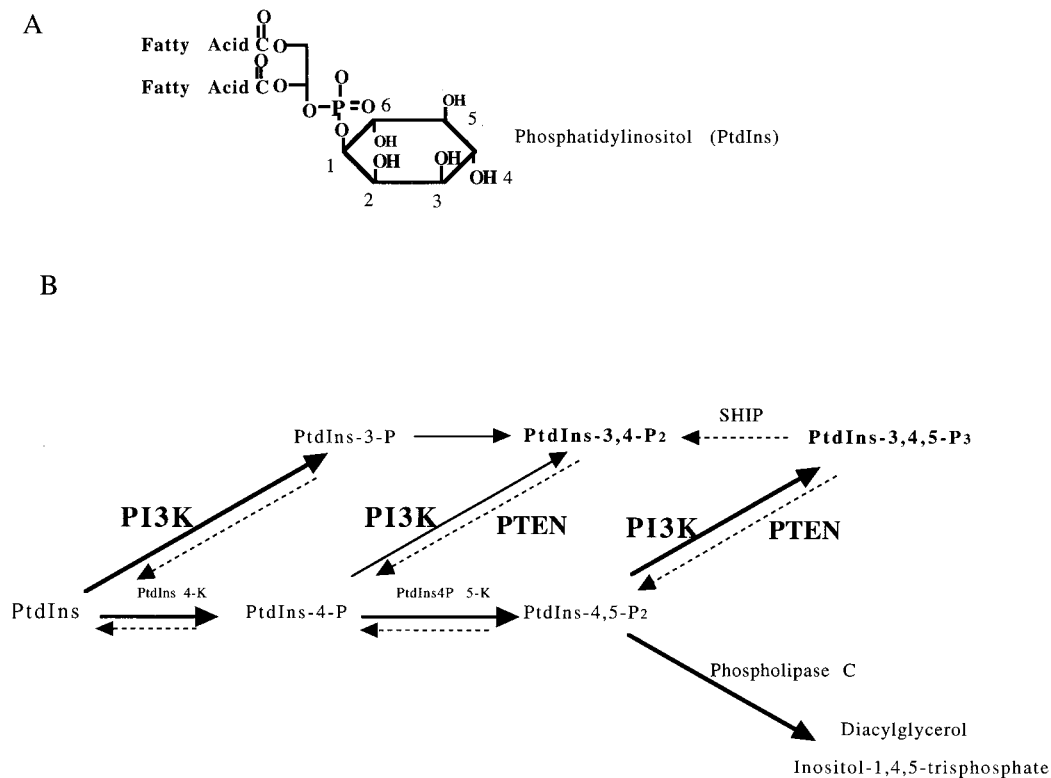 A
O
Fatty Acid C O
O
Fatty Acid C O
O
O P = O 6
OH
5
O
OH
Phosphatidylinositol (PtdIns)
1
OH
OH
OH 4
2
3
B
SHIP
PtdIns-3-P
PtdIns-3,4-P2
PtdIns-3,4,5-P3
PI3K
PI3K
PTEN
PI3K
PTEN
PtdIns 4-K
PtdIns4P 5-K
PtdIns
PtdIns-4-P
PtdIns-4,5-P2
Phospholipase C
Diacylglycerol
Inositol-1,4,5-trisphosphate